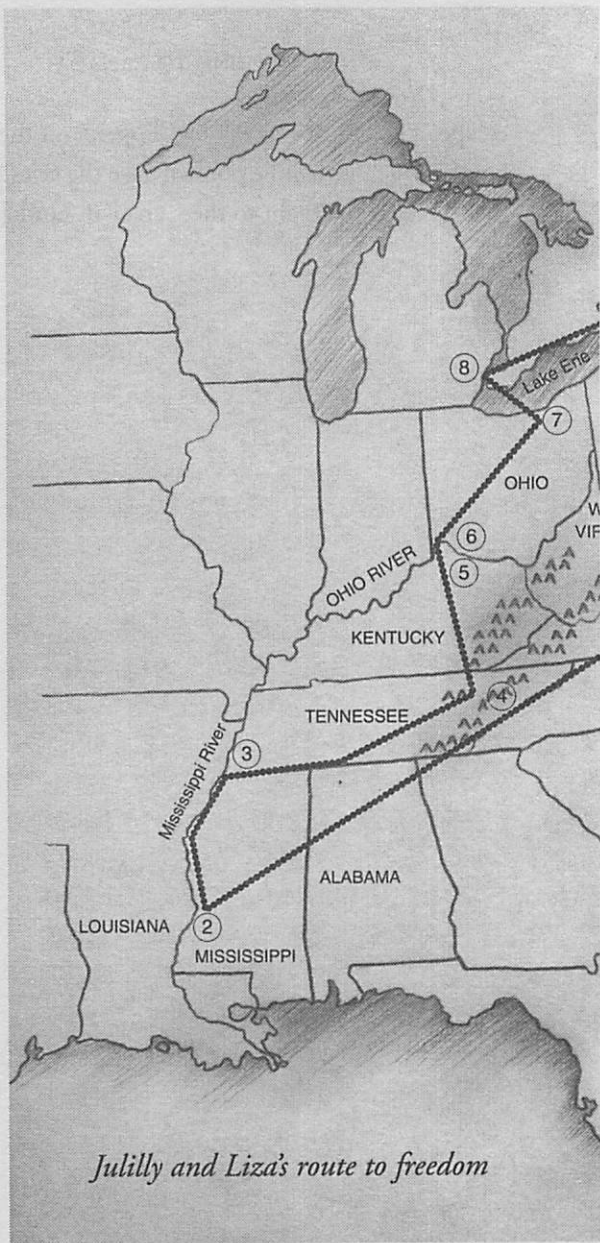 8
Lake Erie
7
OHIO
W
VIR
6
OHIO RIVER
5
KENTUCKY
TENNESSEE
4
Mississippi River
3
ALABAMA
LOUISIANA
2
MISSISSIPPI
Julilly and Liza's route to freedom